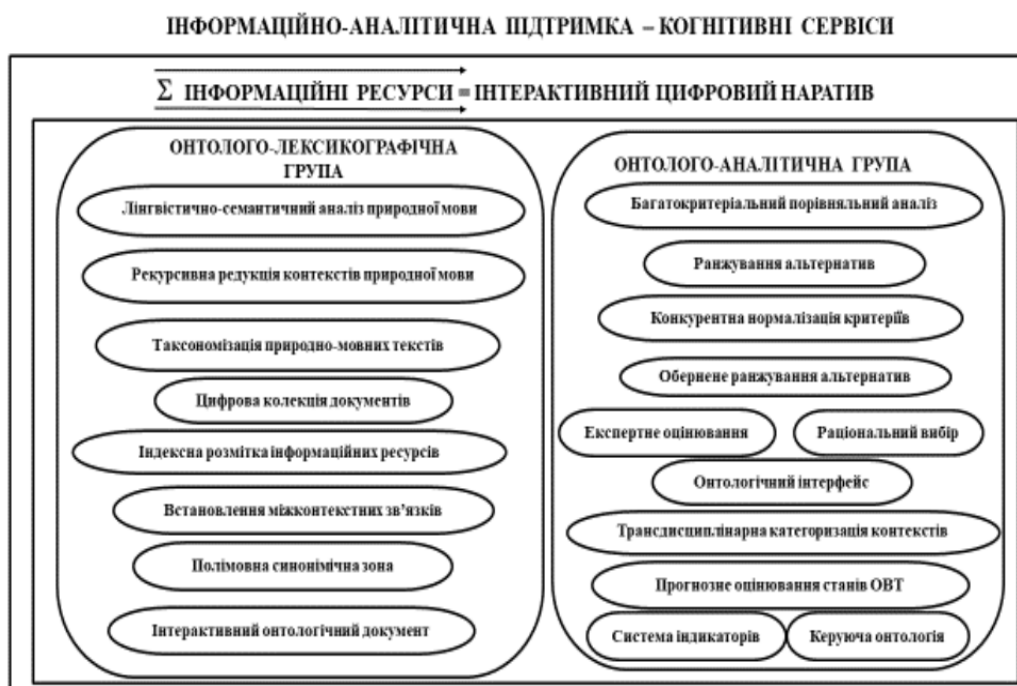 ІНФОРМАЦІЙНО-АНАЛІТИЧНА ПІДТРИМКА – КОГНІТИВНІ СЕРВІСИ
Σ ІНФОРМАЦІЙНІ РЕСУРСИ = ІНТЕРАКТИВНИЙ ЦИФРОВИЙ НАРАТИВ
ОНТОЛОГО-ЛЕКСИКОГРАФІЧНА
ГРУПА
Лінгвістично-семантичний аналіз природної мови
Рекурсивна редукція контекстів природної мови
Таксономізація природно-мовних текстів
Цифрова колекція документів
Індексна розмітка інформаційних ресурсів
Встановлення міжконтекстних зв’язків
Полімовна синонімічна зона
Інтерактивний онтологічний документ
ОНТОЛОГО-АНАЛІТИЧНА ГРУПА
Багатокритеріальний порівняльний аналіз
Ранжування альтернатив
Конкурентна нормалізація критеріїв
Обернене ранжування альтернатив
Експертне оцінювання
Раціональний вибір
Онтологічний інтерфейс
Трансдисциплінарна категоризація контекстів
Прогнозне оцінювання станів ОВТ
Система індикаторів
Керуюча онтологія